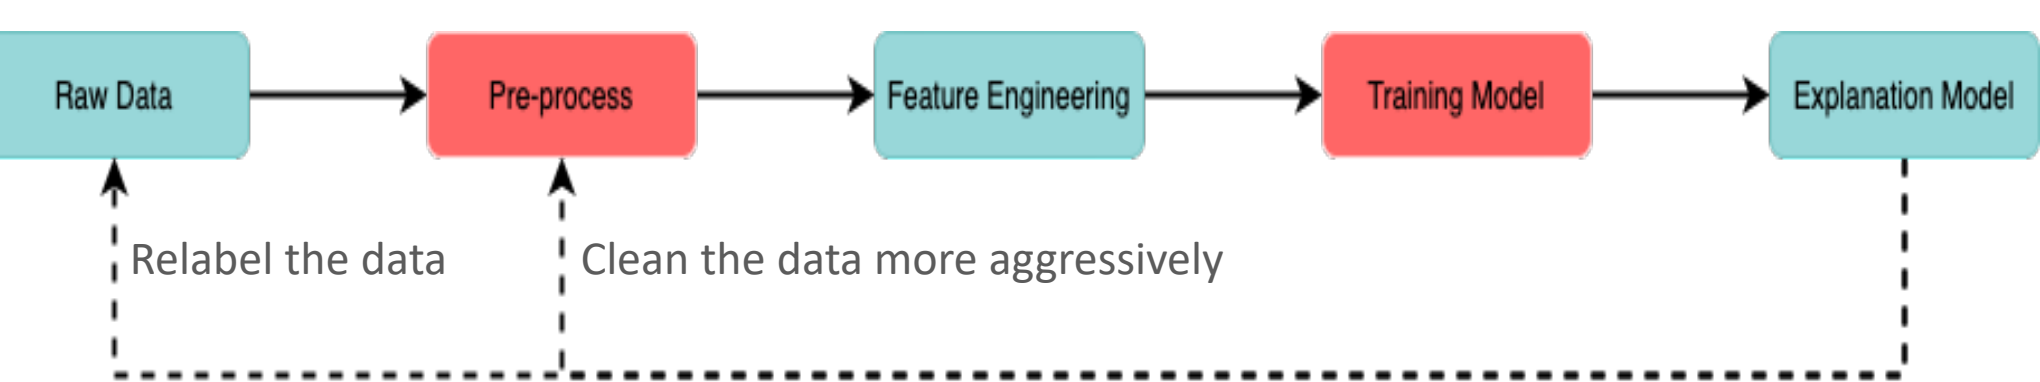 Raw Data
Pre-process
Feature Engineering
Training Model
Explanation Model
Relabel the data
Clean the data more aggressively